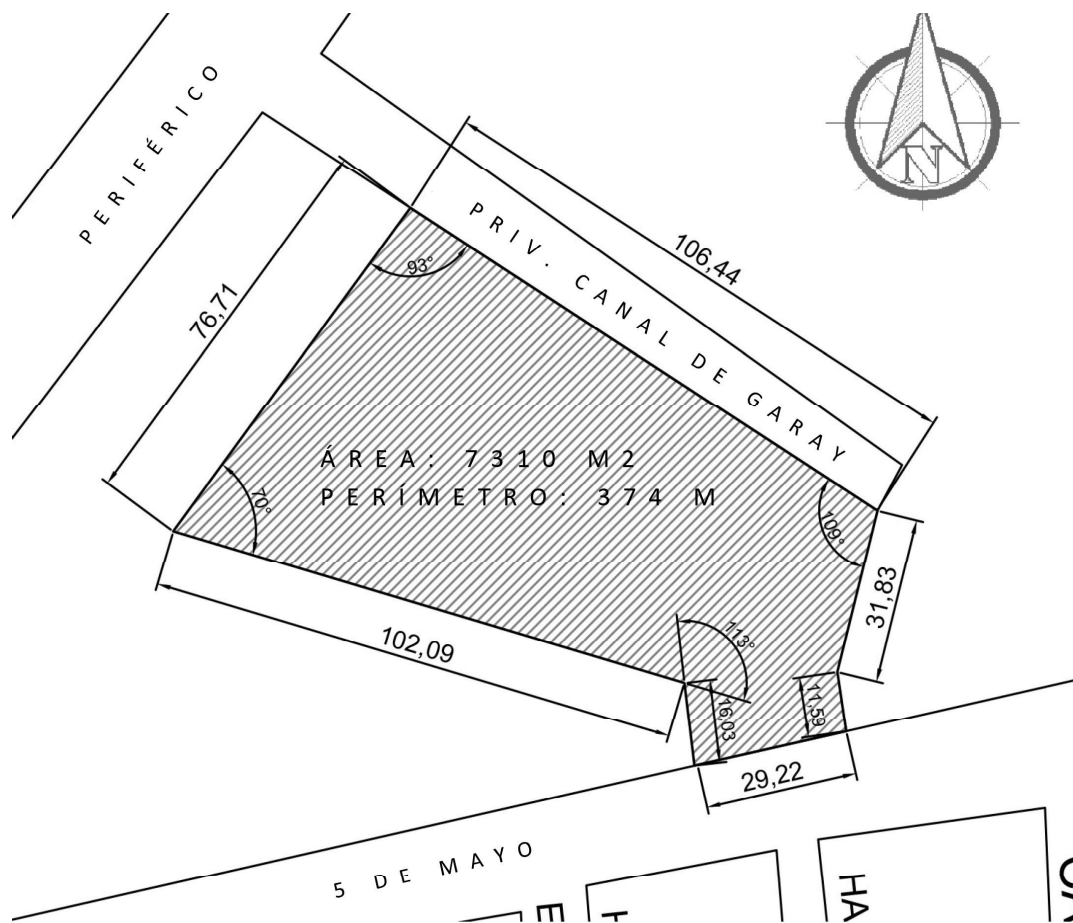 PERIFÉRICO
N
106,44
PRIV. CANAL DE GARAY
93°
76,71
ÁREA: 7310 M2
PERÍMETRO: 374 M
70°
109°
31,83
113°
102,09
16,03
11,59
29,22
5 DE MAYO
HA